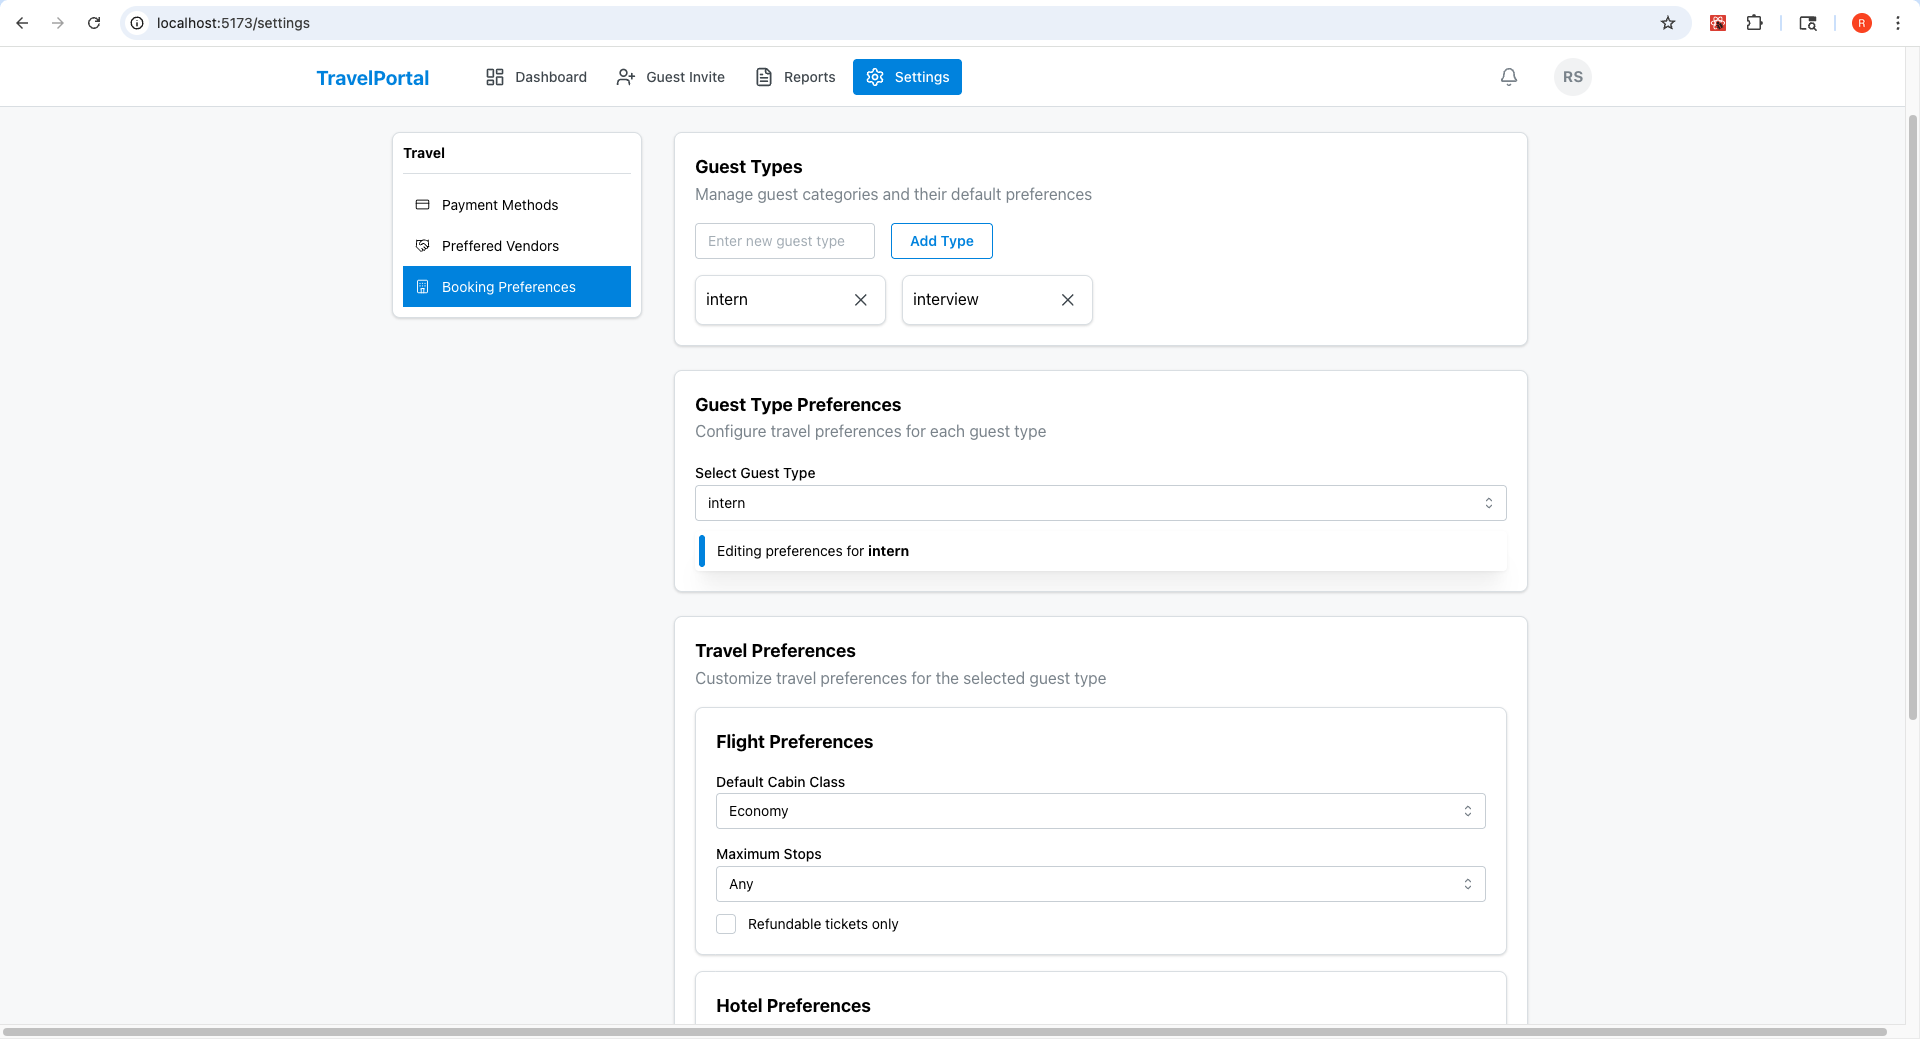 localhost:5173/settings
R
TravelPortal
Dashboard
Guest Invite
Reports
Settings
RS
Travel
Payment Methods
Preffered Vendors
Booking Preferences
Guest Types
Manage guest categories and their default preferences
Enter new guest type
Add Type
intern
interview
Guest Type Preferences
Configure travel preferences for each guest type
Select Guest Type
intern
Editing preferences for intern
Travel Preferences
Customize travel preferences for the selected guest type
Flight Preferences
Default Cabin Class
Economy
Maximum Stops
Any
Refundable tickets only
Hotel Preferences